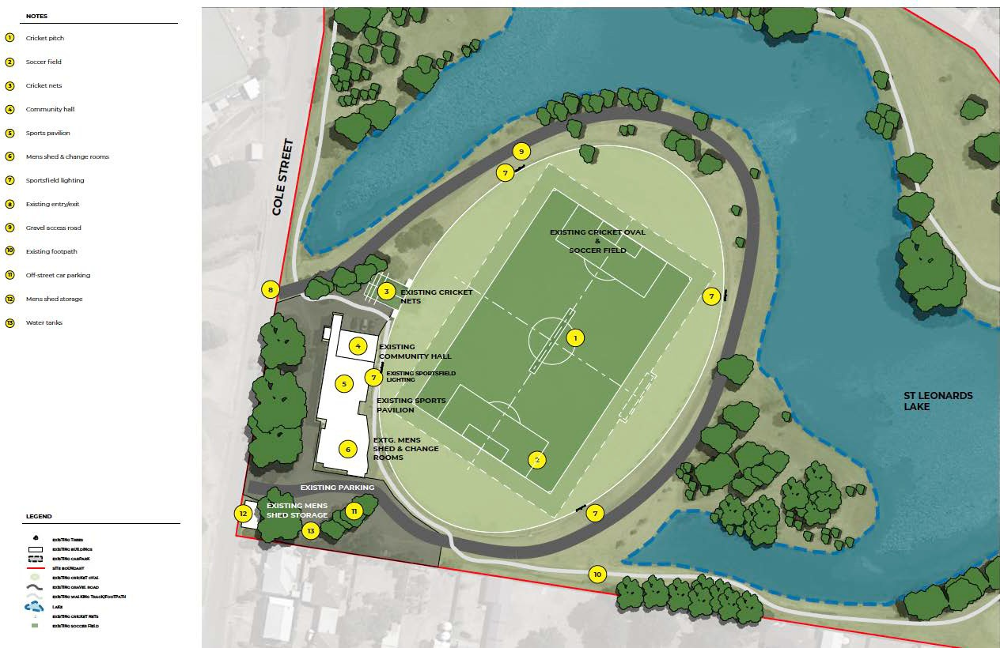 NOTES
1 Cricket pitch
2 Soccer field
3 Cricket nets
4 Community hall
5 Sports pavilion
6 Mens shed & change rooms
7 Sportsfield lighting
8 Existing entry/exit
9 Gravel access road
10 Existing footpath
11 Off-street car parking
12 Mens shed storage
13 Water tanks
LEGEND
EXISTING TREES
EXISTING BUILDINGS
EXISTING CARPARK
SITE BOUNDARY
EXISTING CRICKET OVAL
EXISTING GRAVEL ROAD
EXISTING WALKING TRACK/FOOTPATH
LAKE
EXISTING CRICKET NETS
EXISTING SOCCER FIELD
COLE STREET
9
7
EXISTING CRICKET OVAL
&
SOCCER FIELD
8
3
EXISTING CRICKET
NETS
7
1
4
EXISTING
COMMUNITY HALL
7
EXISTING SPORTSFIELD
LIGHTING
5
EXISTING SPORTS
PAVILION
ST LEONARDS
LAKE
6
EXTG. MENS
SHED & CHANGE
ROOMS
2
EXISTING PARKING
12
EXISTING MENS
SHED STORAGE
11
7
13
10